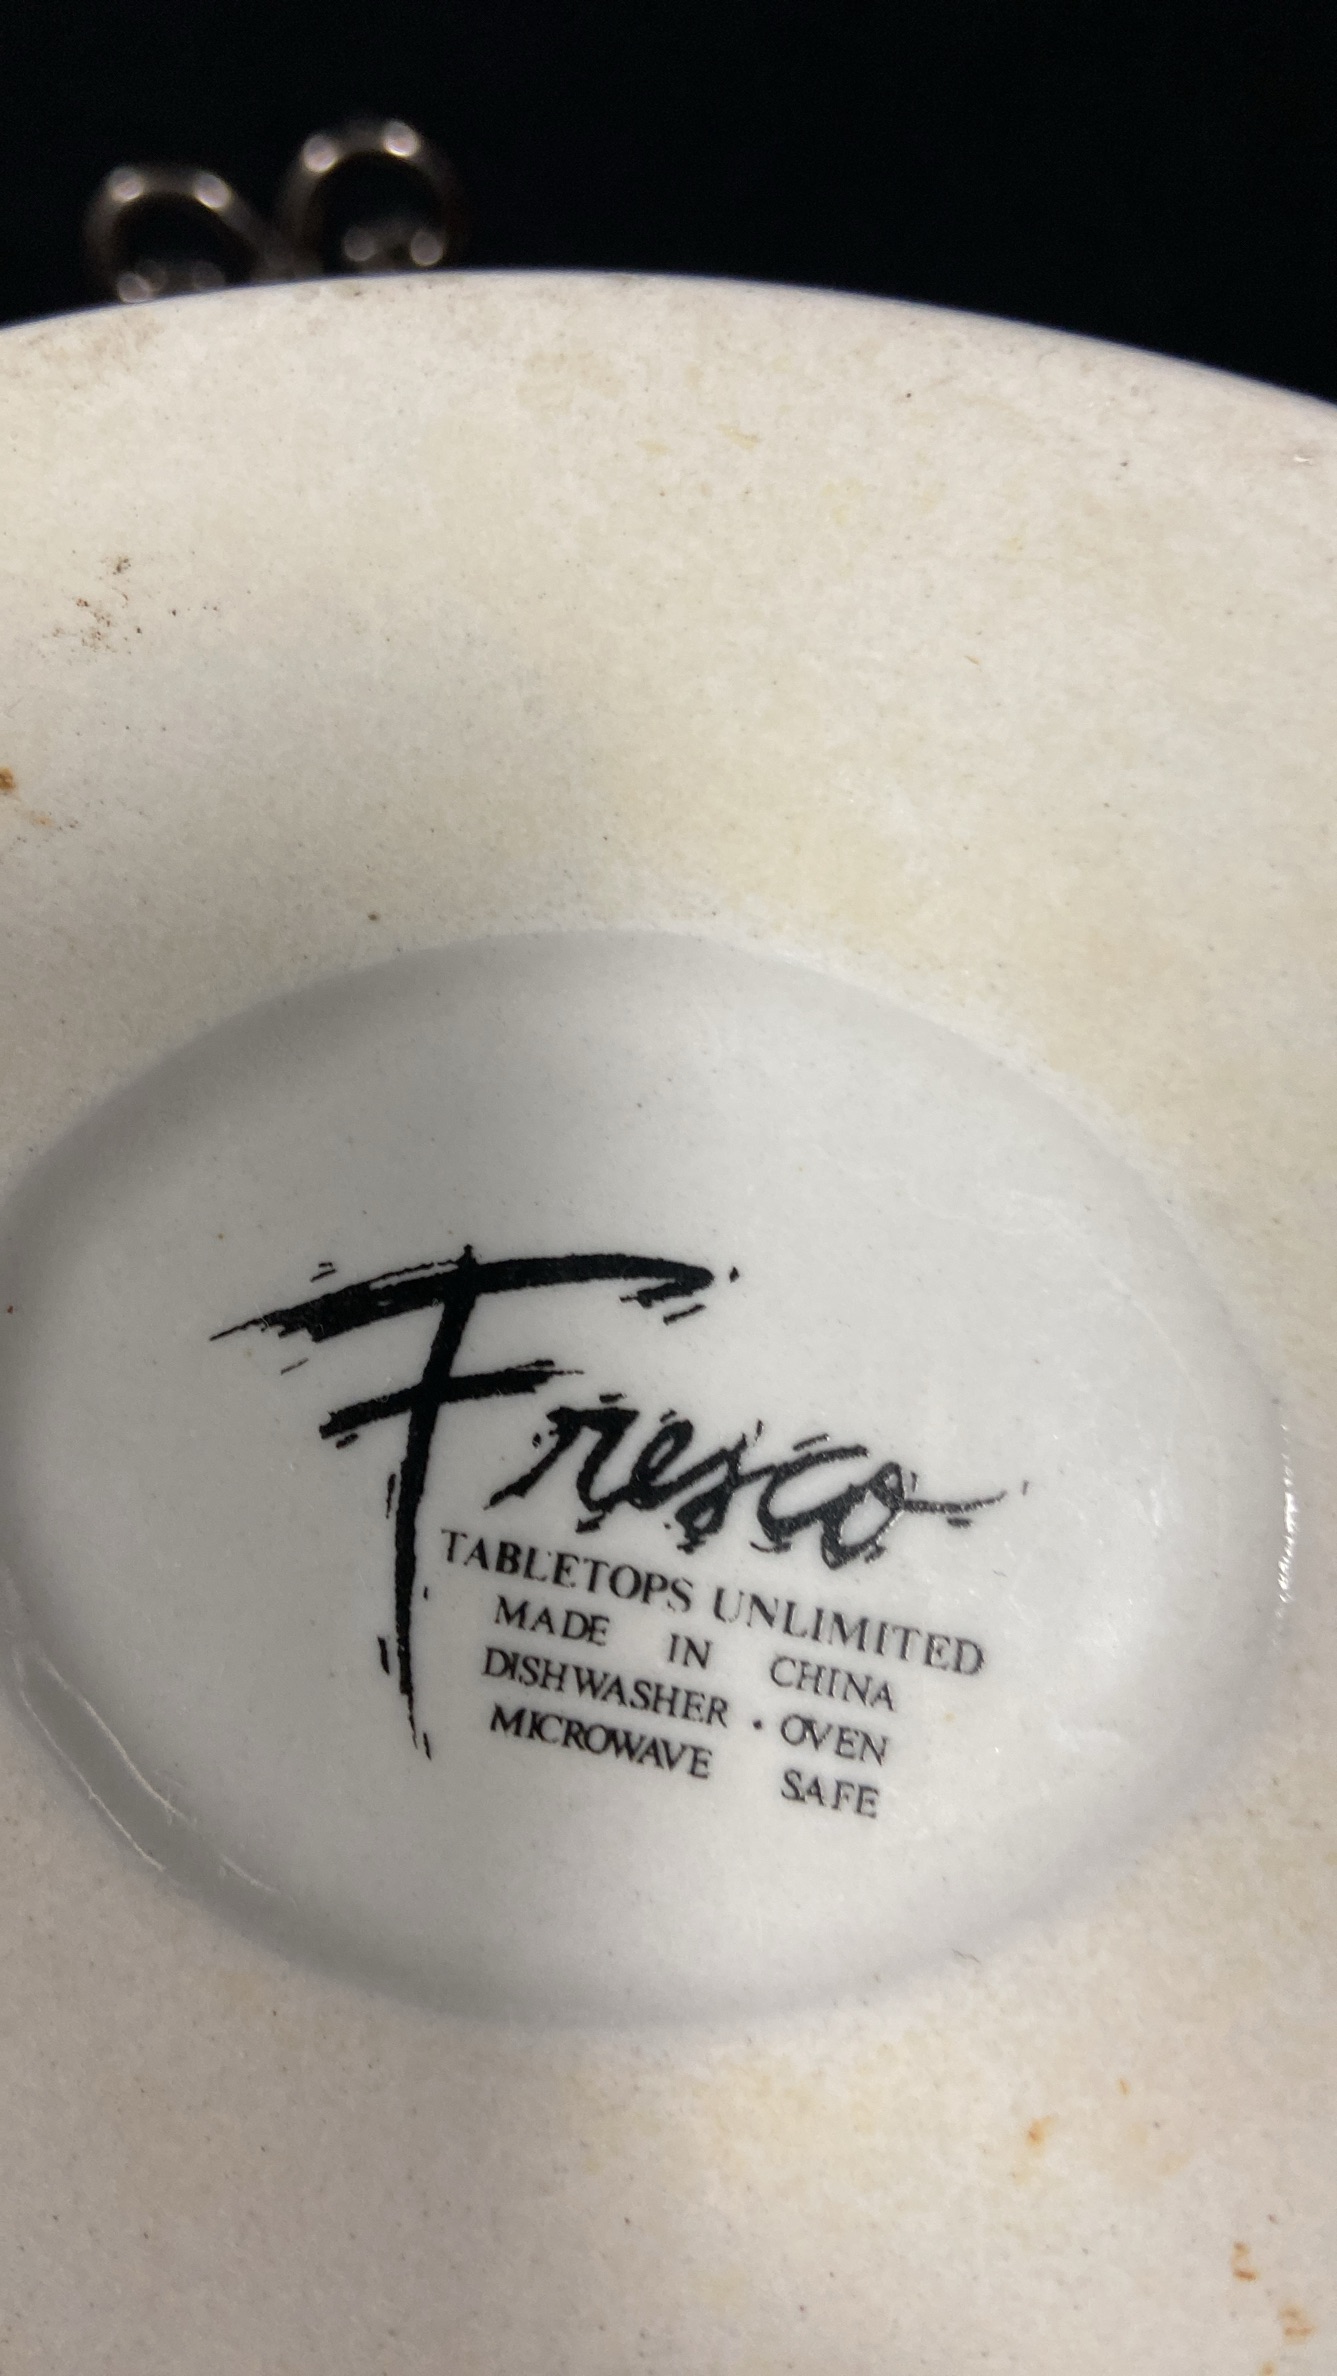 Fresco
TABLETOPS UNLIMITED
MADE IN CHINA
DISHWASHER • OVEN
MICROWAVE SAFE